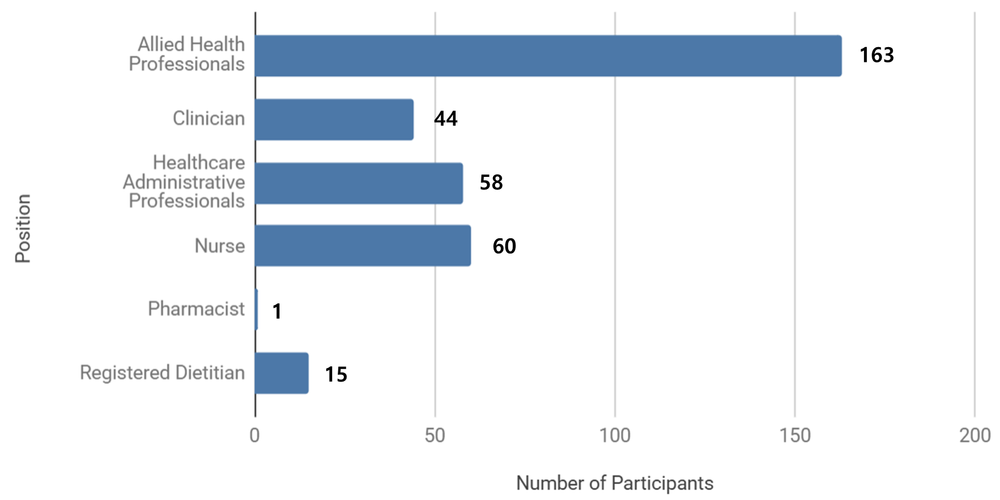 Allied Health
Professionals
163
Clinician
44
Healthcare
Administrative
Professionals
58
Nurse
60
Pharmacist
1
Registered Dietitian
15
Position
0 50 100 150 200
Number of Participants